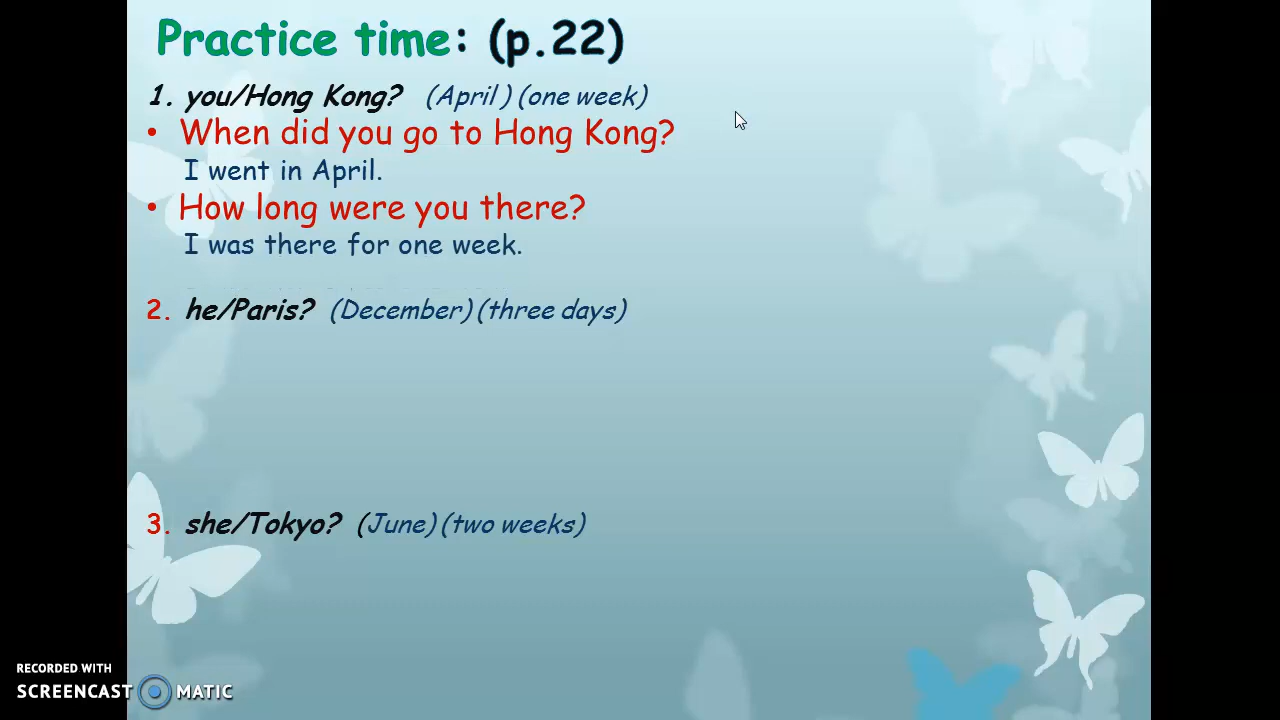 Practice time: (p.22)
1. you/Hong Kong? (April ) (one week)
• When did you go to Hong Kong?
I went in April.
• How long were you there?
I was there for one week.
2. he/Paris? (December) (three days)
3. she/Tokyo? (June) (two weeks)
RECORDED WITH
SCREENCAST MATIC